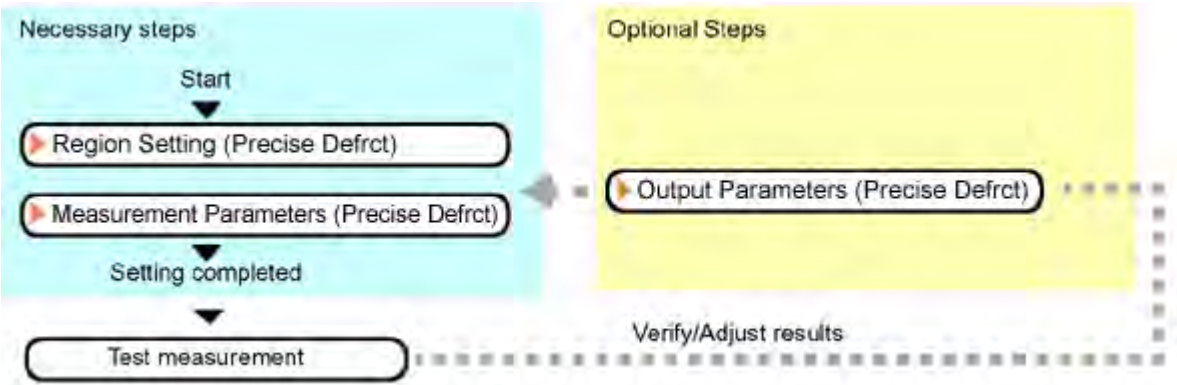 Necessary steps
Start
Region Setting (Precise Defrct)
Measurement Parameters (Precise Defrct)
Setting completed
Test measurement
Optional Steps
Output Parameters (Precise Defrct)
Verify/Adjust results